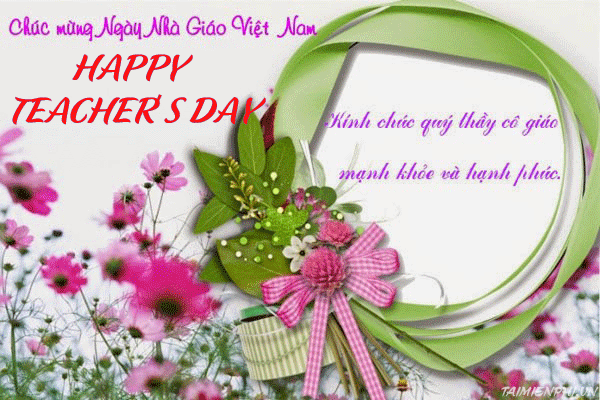 Chúc mừng Ngày Nhà Giáo Việt Nam
HAPPY
TEACHER'S DAY
Kính chúc quý thầy cô giáo
mạnh khỏe và hạnh phúc.
TAIMIENPHI.VN